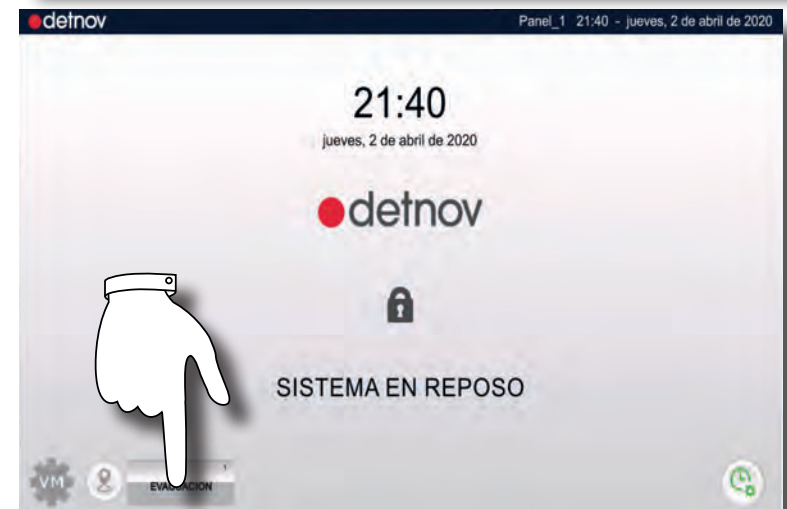 detnov
Panel_1 21:40 - jueves, 2 de abril de 2020
21:40
jueves, 2 de abril de 2020
detnov
SISTEMA EN REPOSO
VM
1